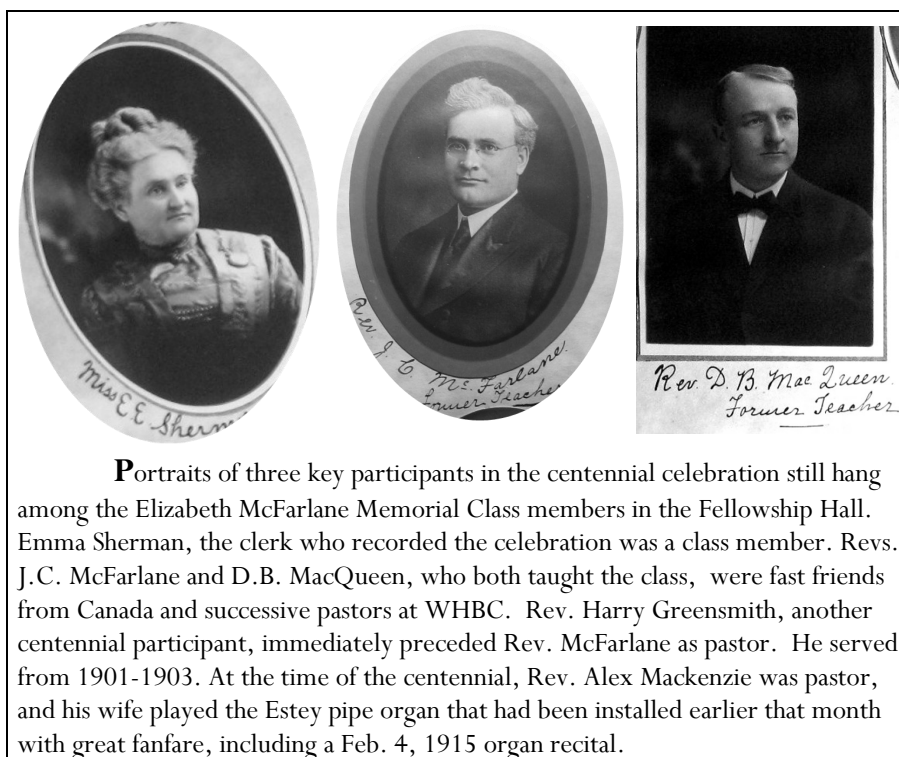 Miss E E Sherm
Rev. J. C. McFarlane.
Former Teacher
Rev. D. B. Mac Queen.
Former Teacher
Portraits of three key participants in the centennial celebration still hang
among the Elizabeth McFarlane Memorial Class members in the Fellowship Hall.
Emma Sherman, the clerk who recorded the celebration was a class member. Revs.
J.C. McFarlane and D.B. MacQueen, who both taught the class, were fast friends
from Canada and successive pastors at WHBC. Rev. Harry Greensmith, another
centennial participant, immediately preceded Rev. McFarlane as pastor. He served
from 1901-1903. At the time of the centennial, Rev. Alex Mackenzie was pastor,
and his wife played the Estey pipe organ that had been installed earlier that month
with great fanfare, including a Feb. 4, 1915 organ recital.